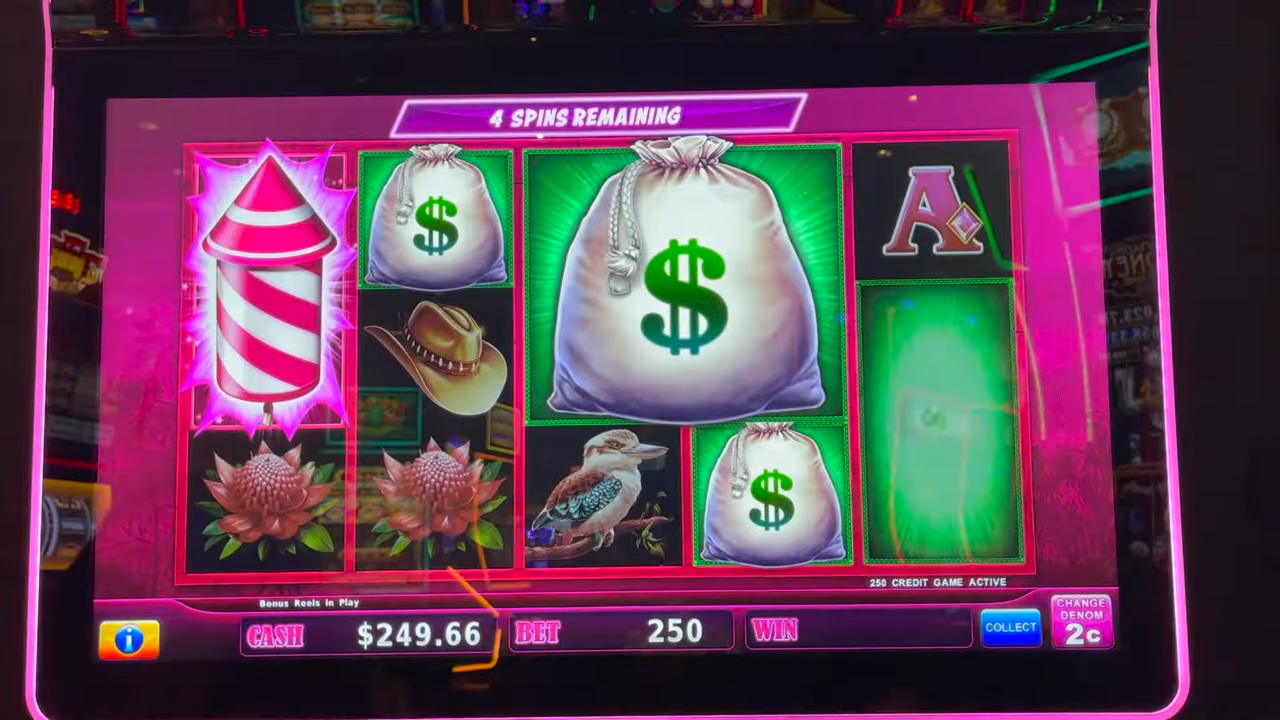 4 SPINS REMAINING
$
$
A
$
250 CREDIT GAME ACTIVE
Bonus Reels in Play
CASH $249.66 BET 250 WIN
i
COLLECT
CHANGE
DENOM
2¢